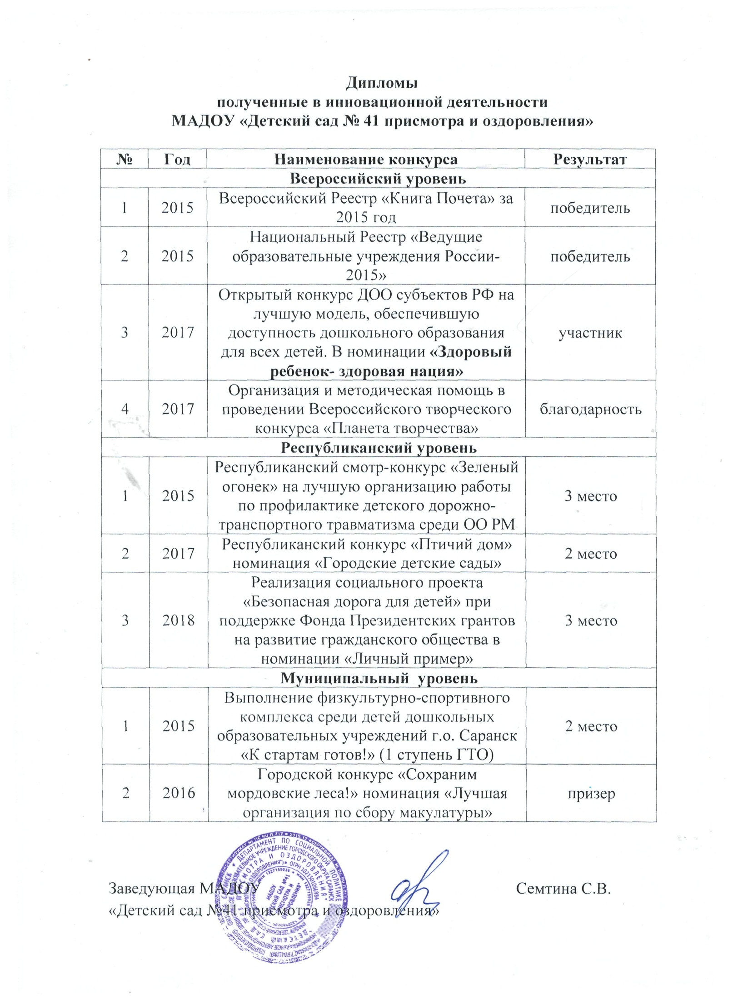 Дипломы
полученные в инновационной деятельности
МАДОУ «Детский сад № 41 присмотра и оздоровления»
№ Год Наименование конкурса Результат
Всероссийский уровень
1 2015 Всероссийский Реестр «Книга Почета» за
2015 год
победитель
2 2015 Национальный Реестр «Ведущие
образовательные учреждения России-
2015»
победитель
3 2017 Открытый конкурс ДОО субъектов РФ на
лучшую модель, обеспечившую
доступность дошкольного образования
для всех детей. В номинации «Здоровый
ребенок- здоровая нация»
участник
4 2017 Организация и методическая помощь в
проведении Всероссийского творческого
конкурса «Планета творчества»
благодарность
Республиканский уровень
1 2015 Республиканский смотр-конкурс «Зеленый
огонек» на лучшую организацию работы
по профилактике детского дорожно-
транспортного травматизма среди ОО РМ
3 место
2 2017 Республиканский конкурс «Птичий дом»
номинация «Городские детские сады»
2 место
3 2018 Реализация социального проекта
«Безопасная дорога для детей» при
поддержке Фонда Президентских грантов
на развитие гражданского общества в
номинации «Личный пример»
3 место
Муниципальный уровень
1 2015 Выполнение физкультурно-спортивного
комплекса среди детей дошкольных
образовательных учреждений г.о. Саранск
«К стартам готов!» (1 ступень ГТО)
2 место
2 2016 Городской конкурс «Сохраним
мордовские леса!» номинация «Лучшая
организация по сбору макулатуры»
призер
Заведующая МАДОУ Семтина С.В.
«Детский сад №41 присмотра и оздоровления»
ДЕПАРТАМЕНТ ПО СОЦИАЛЬНОЙ ПОЛИТИКЕ
МАДОУ
ДЕТСКИЙ САД №41
ПРИСМОТРА И
ОЗДОРОВЛЕНИЯ"